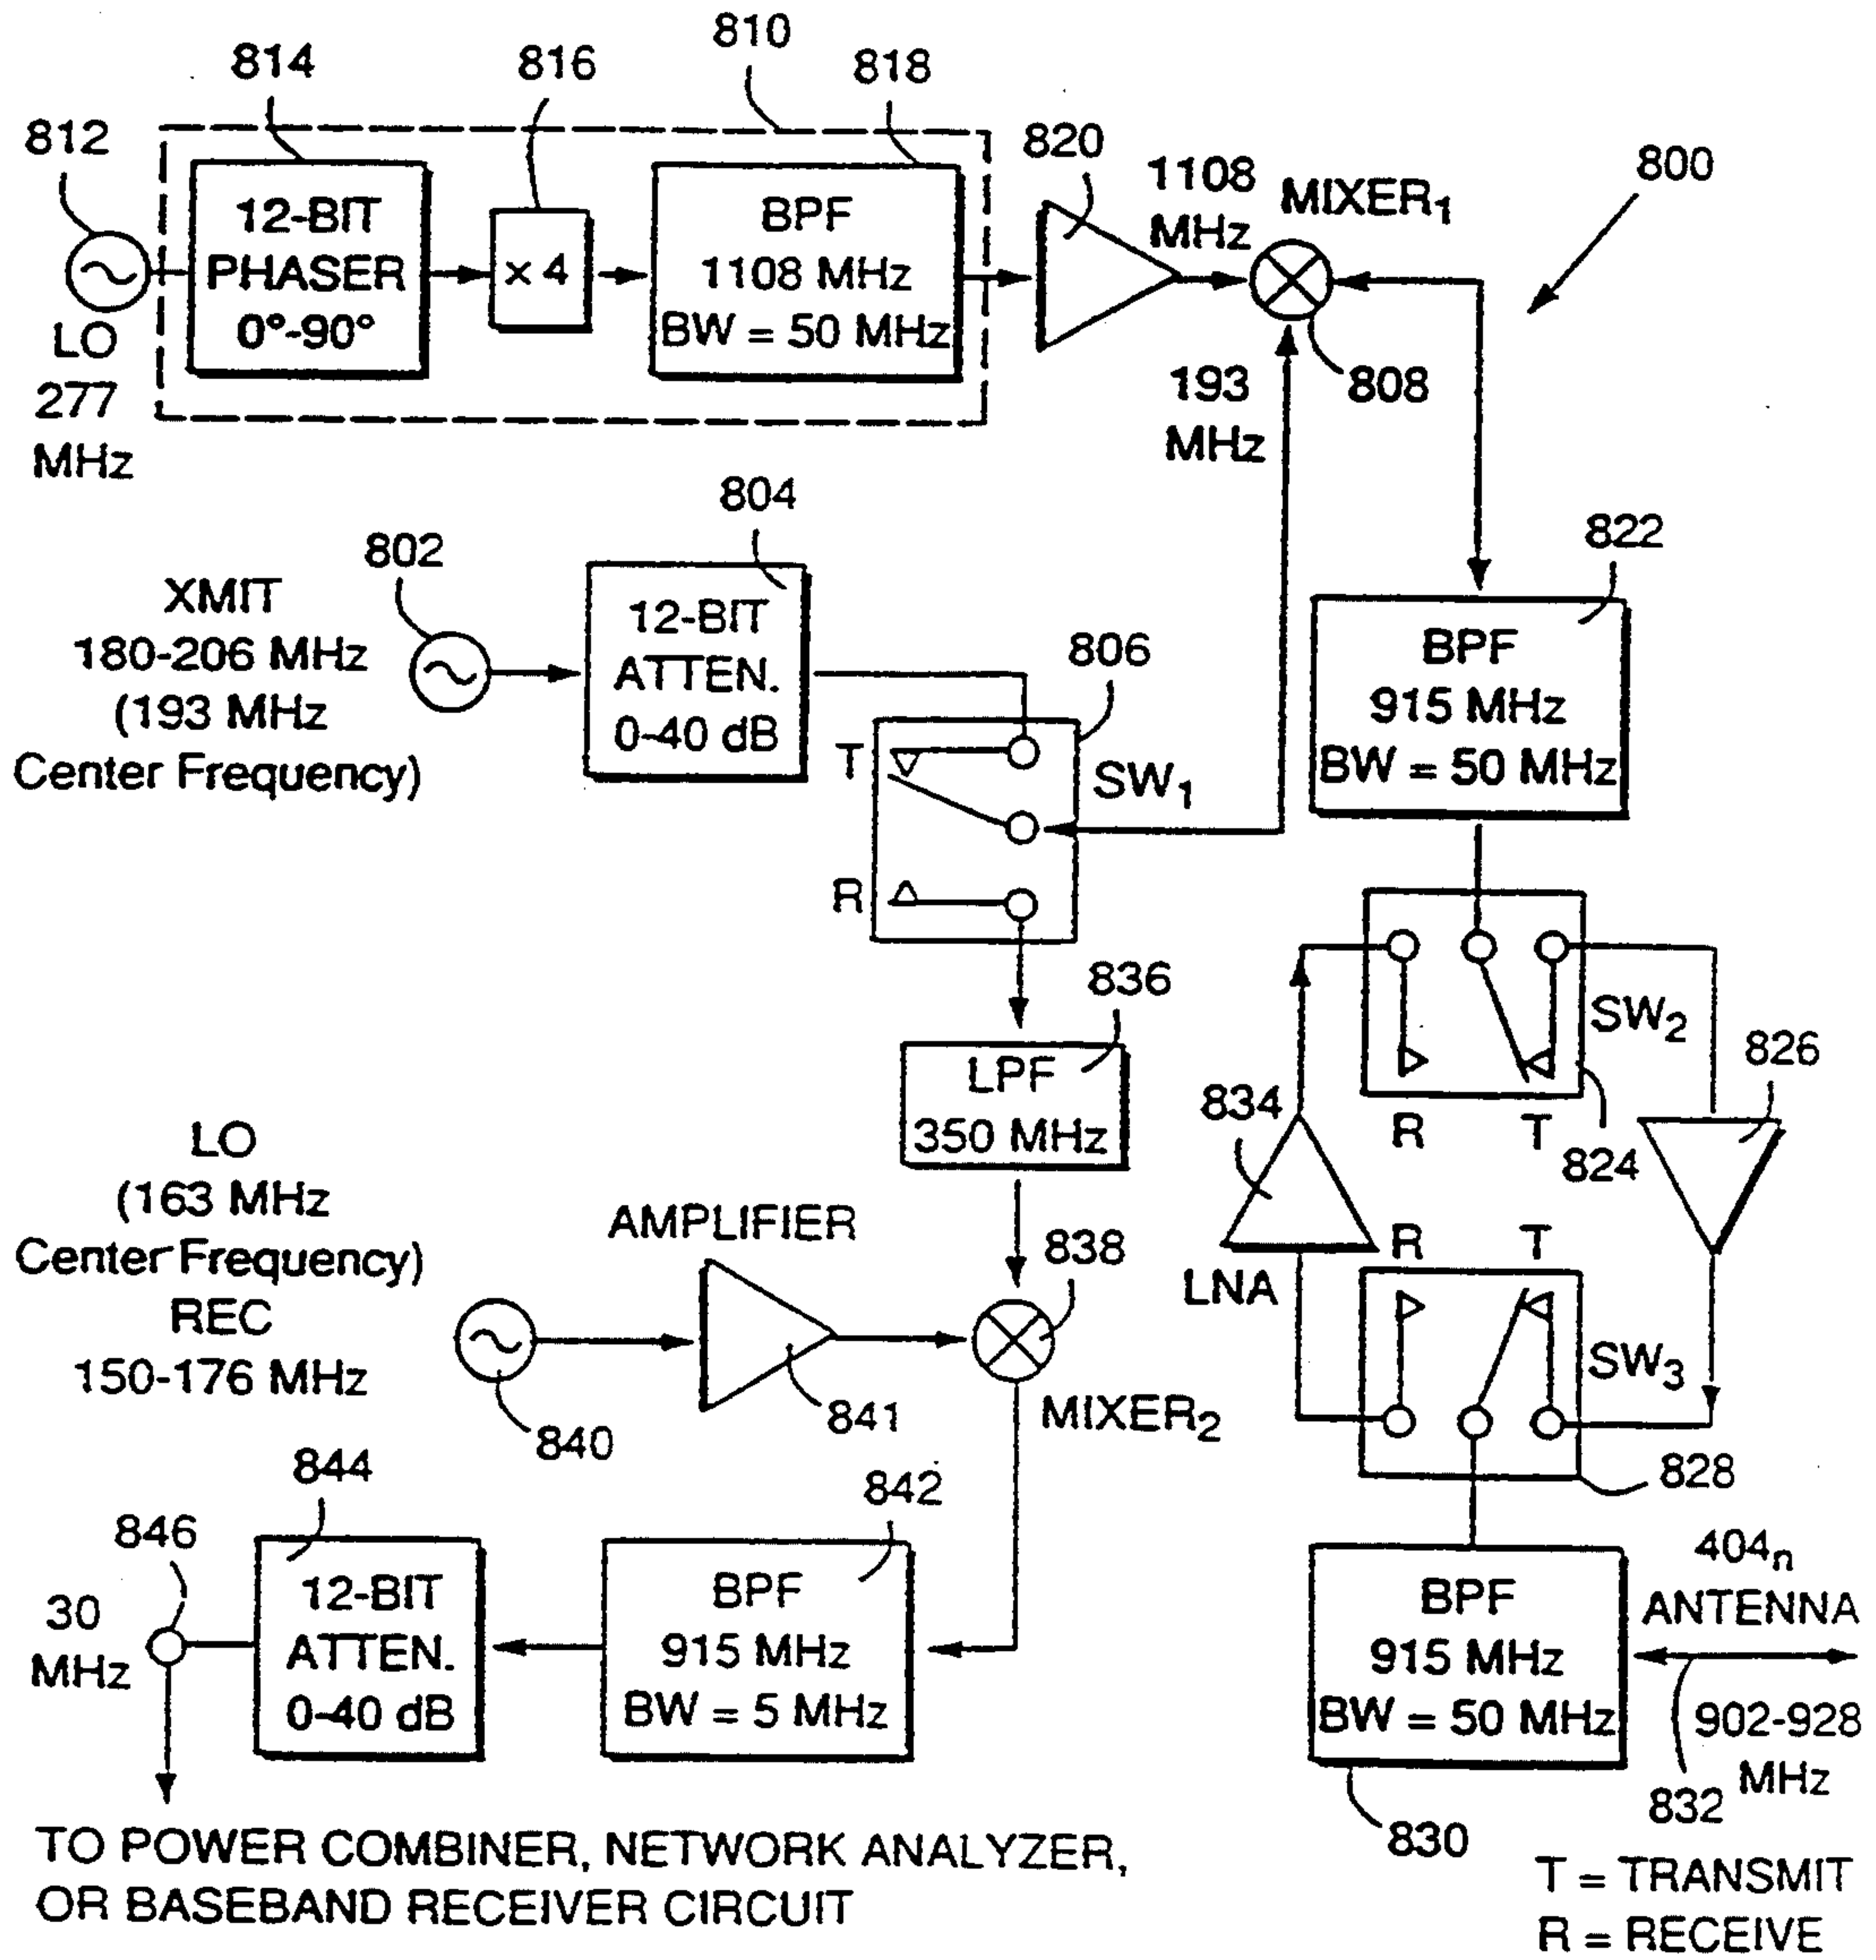 810
814
816
818
812
820
1108
MHz
MIXER1
800
12-BIT
PHASER
0°-90°
× 4
BPF
1108 MHz
BW = 50 MHz
LO
277
MHz
193
MHz
808
804
802
XMIT
180-206 MHz
(193 MHz
Center Frequency)
12-BIT
ATTEN.
0-40 dB
806
T
SW1
R
822
BPF
915 MHz
BW = 50 MHz
836
LPF
350 MHz
SW2
826
834
R
T
824
LNA
R
T
SW3
828
LO
(163 MHz
Center Frequency)
REC
150-176 MHz
AMPLIFIER
838
840
841
MIXER2
844
842
846
30
MHz
12-BIT
ATTEN.
0-40 dB
BPF
915 MHz
BW = 5 MHz
BPF
915 MHz
BW = 50 MHz
404n
ANTENNA
902-928
MHz
832
830
TO POWER COMBINER, NETWORK ANALYZER,
OR BASEBAND RECEIVER CIRCUIT
T = TRANSMIT
R = RECEIVE